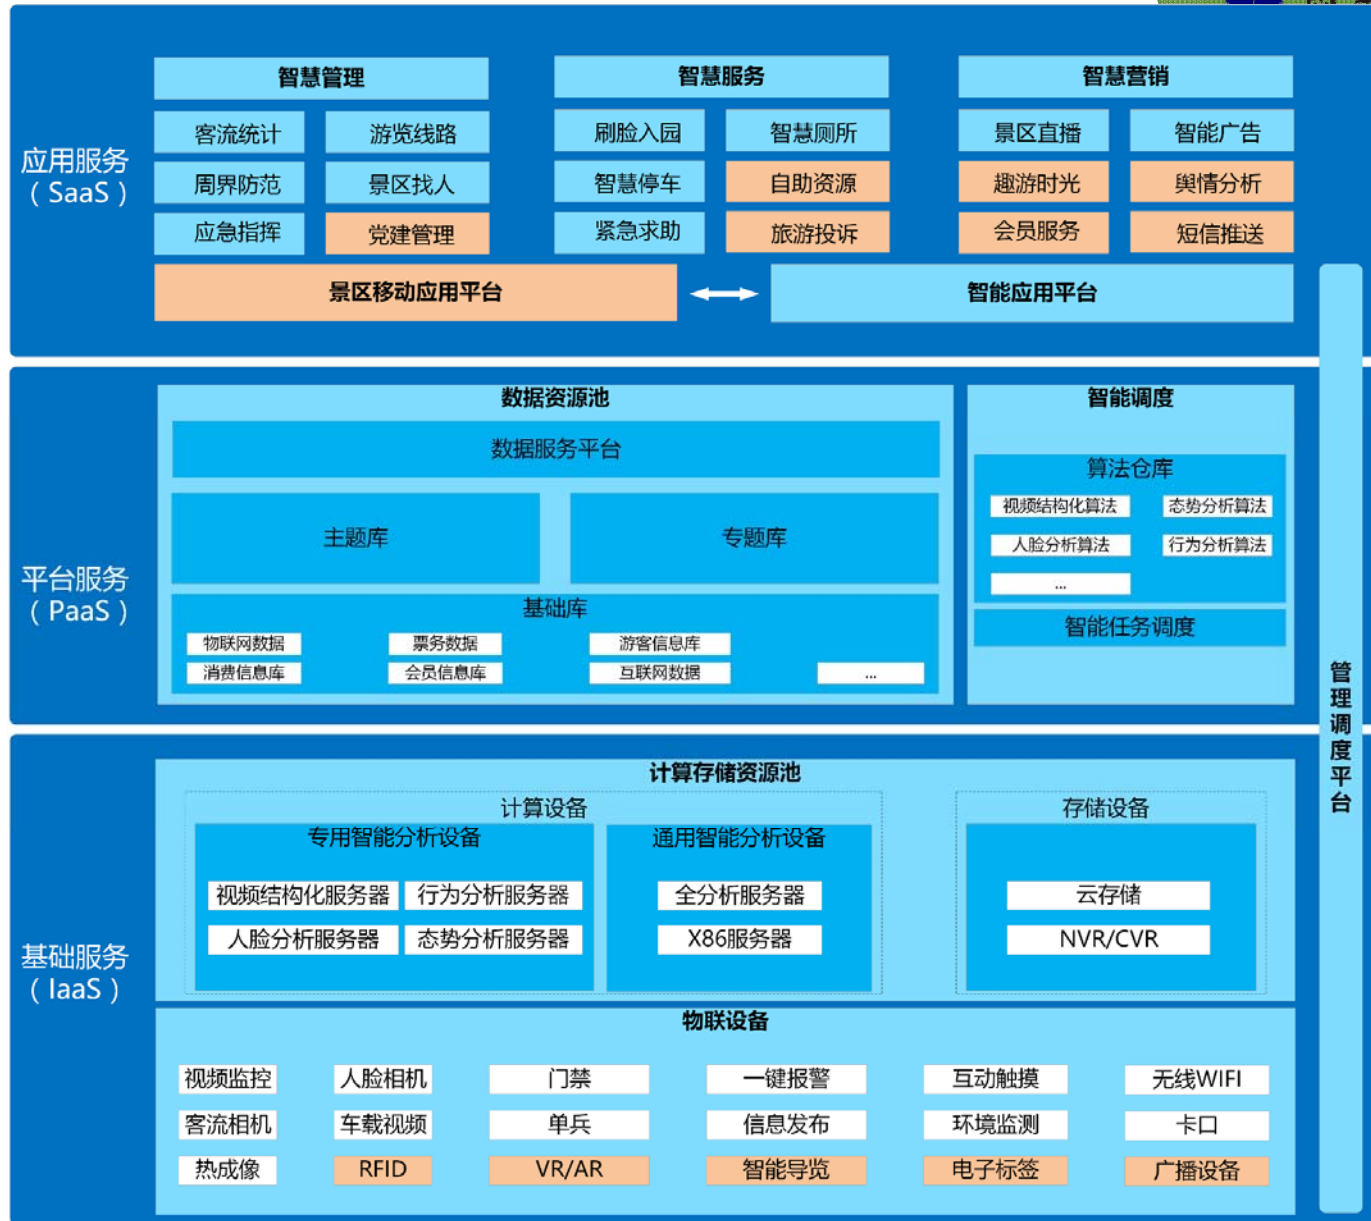 应用服务
（SaaS）
智慧管理
客流统计
游览线路
周界防范
景区找人
应急指挥
党建管理
智慧服务
刷脸入园
智慧厕所
智慧停车
自助资源
紧急求助
旅游投诉
智慧营销
景区直播
智能广告
趣游时光
舆情分析
会员服务
短信推送
景区移动应用平台
智能应用平台
平台服务
（PaaS）
数据资源池
数据服务平台
主题库
专题库
基础库
物联网数据
票务数据
游客信息库
消费信息库
会员信息库
互联网数据
...
智能调度
算法仓库
视频结构化算法
态势分析算法
人脸分析算法
行为分析算法
...
智能任务调度
基础服务
（IaaS）
计算存储资源池
计算设备
专用智能分析设备
视频结构化服务器
行为分析服务器
人脸分析服务器
态势分析服务器
通用智能分析设备
全分析服务器
X86服务器
存储设备
云存储
NVR/CVR
物联设备
视频监控
人脸相机
门禁
一键报警
互动触摸
无线WIFI
客流相机
车载视频
单兵
信息发布
环境监测
卡口
热成像
RFID
VR/AR
智能导览
电子标签
广播设备
管理调度平台